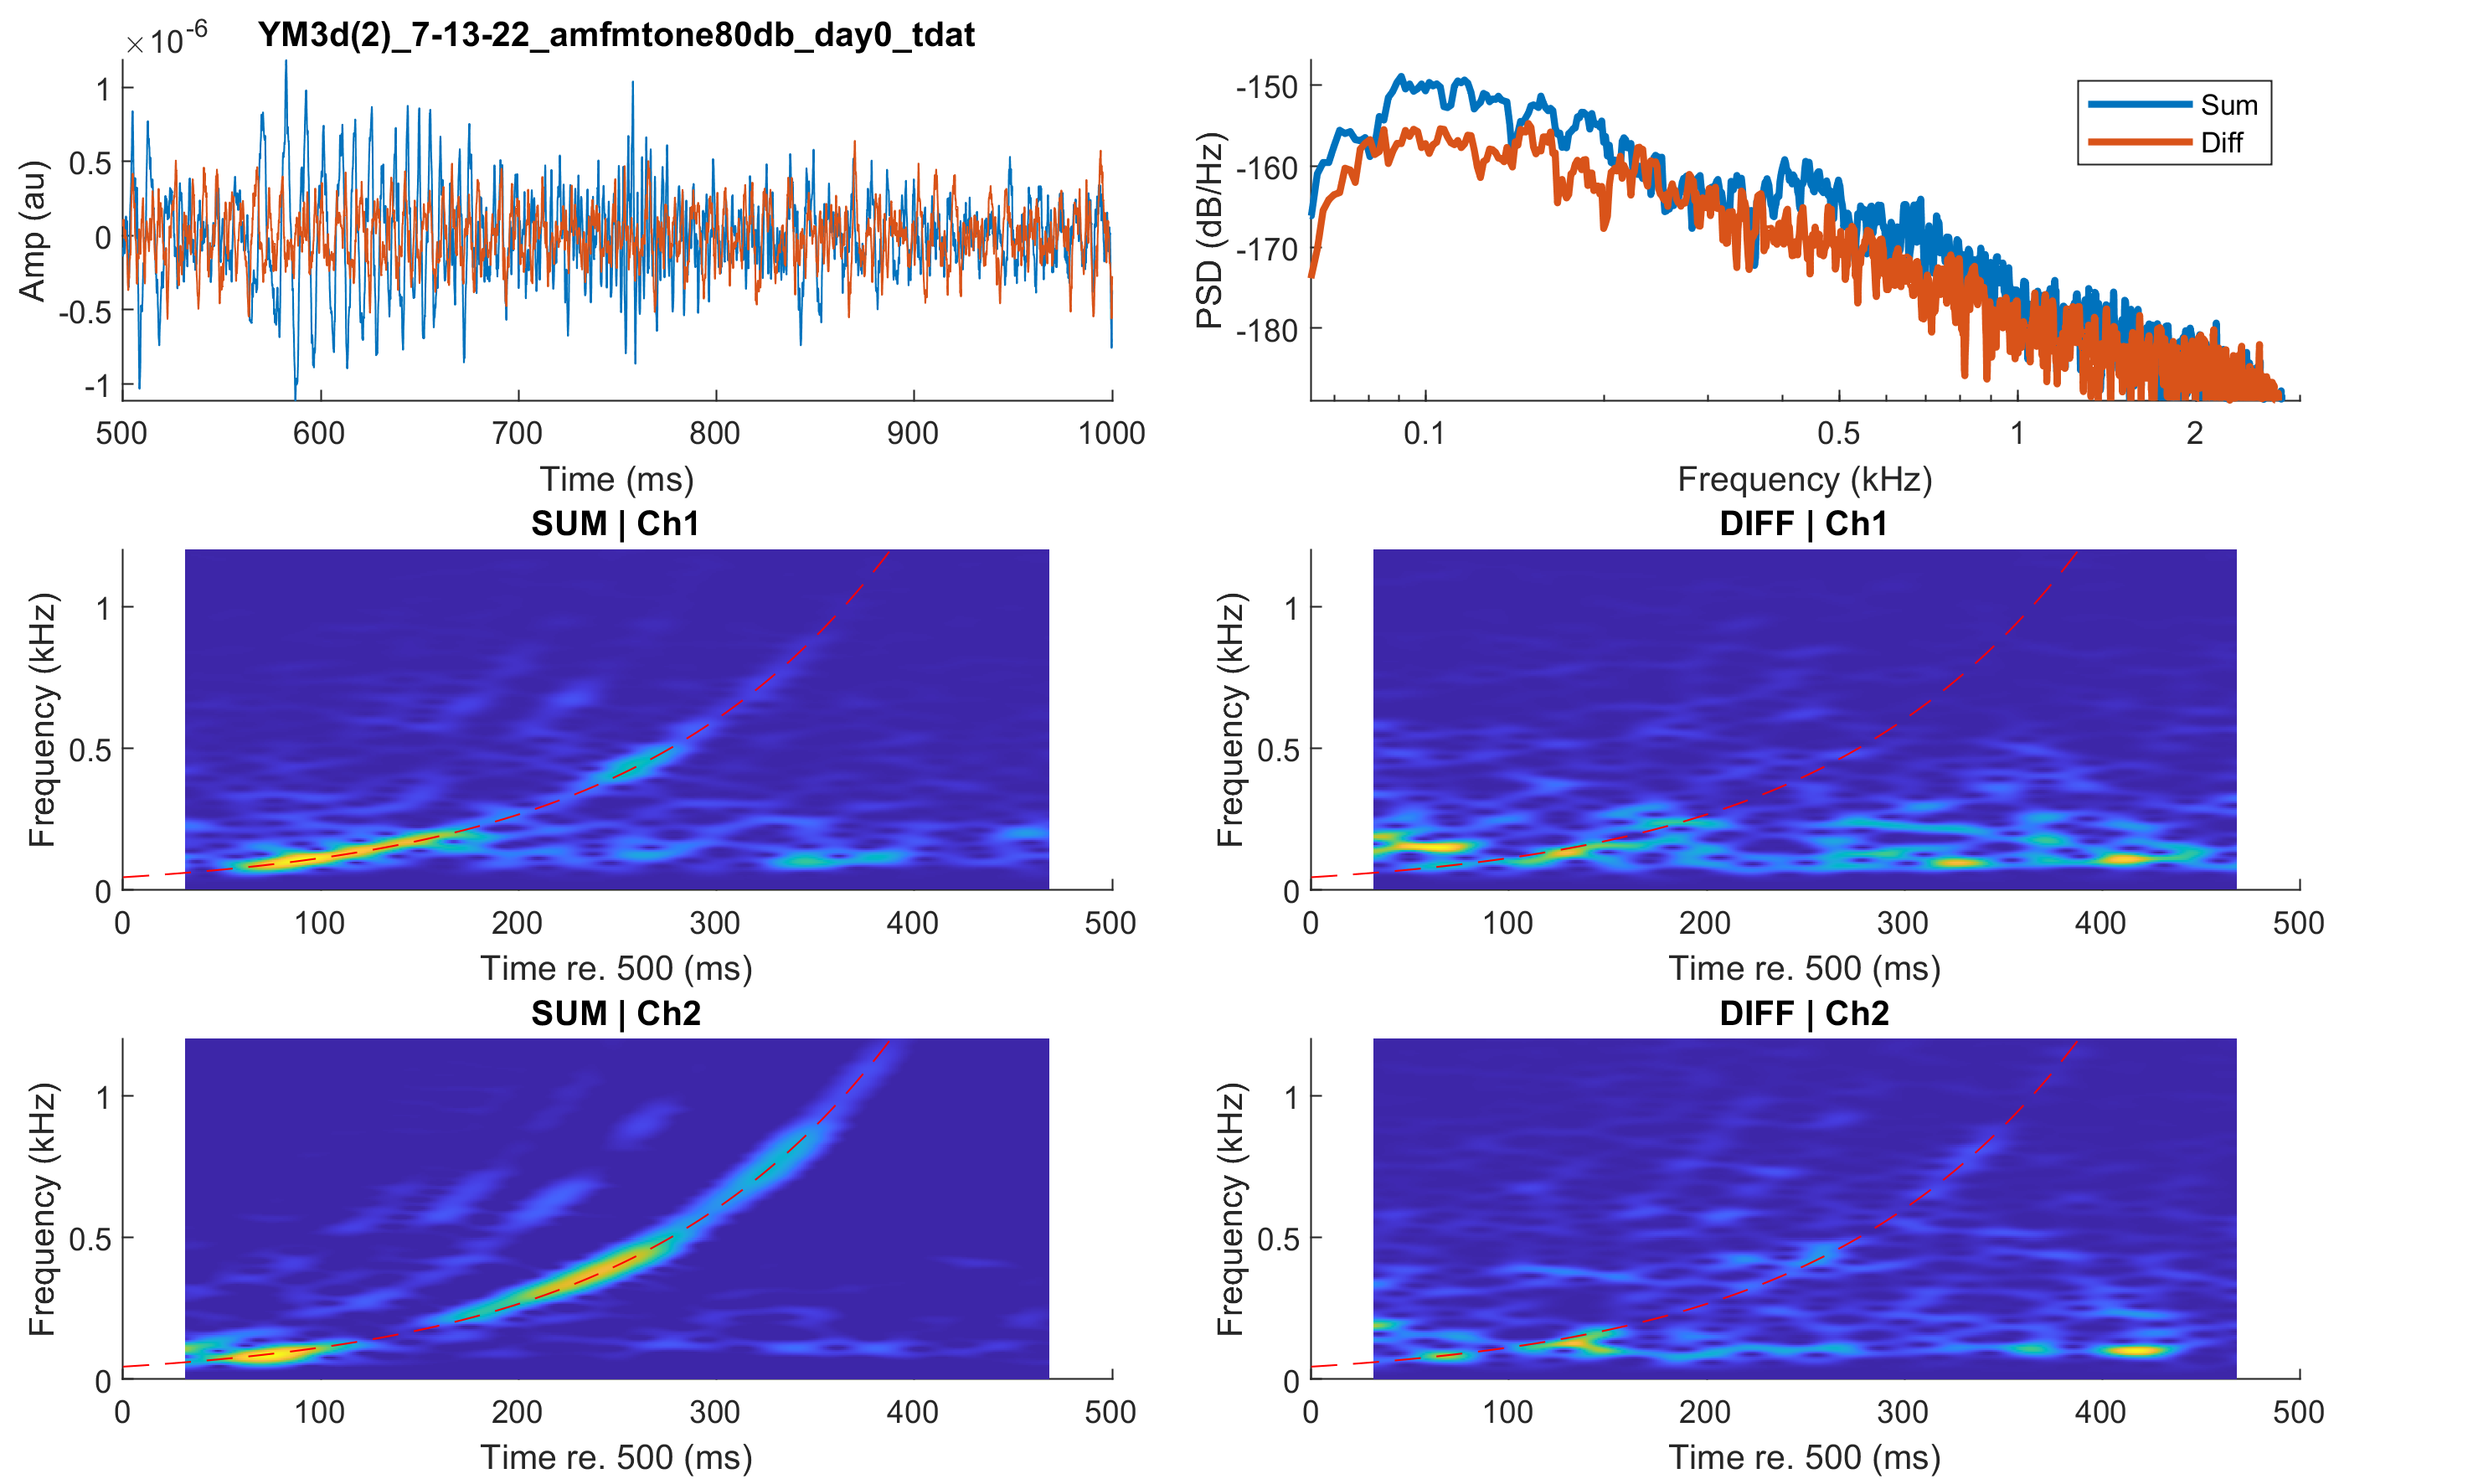 YM3d(2)_7-13-22_amfmtone80db_day0_tdat
×10-6
1
0.5
0
-0.5
-1
Amp (au)
500 600 700 800 900 1000
Time (ms)
-150
-160
-170
-180
PSD (dB/Hz)
Sum
Diff
0.1 0.5 1 2
Frequency (kHz)
SUM | Ch1
1
0.5
0
Frequency (kHz)
0 100 200 300 400 500
Time re. 500 (ms)
DIFF | Ch1
1
0.5
0
Frequency (kHz)
0 100 200 300 400 500
Time re. 500 (ms)
SUM | Ch2
1
0.5
0
Frequency (kHz)
0 100 200 300 400 500
Time re. 500 (ms)
DIFF | Ch2
1
0.5
0
Frequency (kHz)
0 100 200 300 400 500
Time re. 500 (ms)